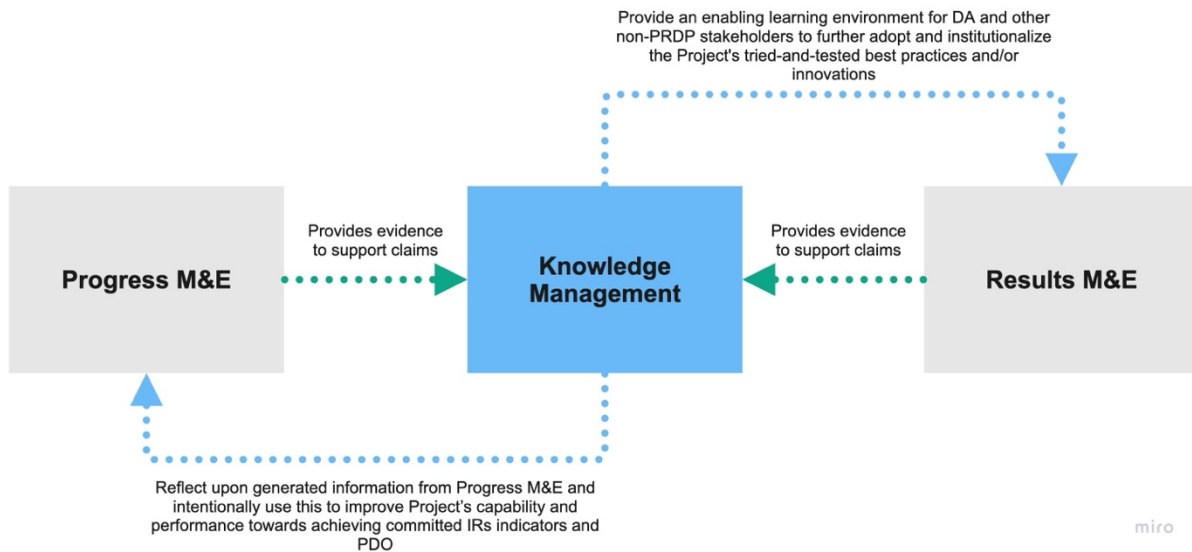 Provide an enabling learning environment for DA and other
non-PRDP stakeholders to further adopt and institutionalize
the Project's tried-and-tested best practices and/or
innovations
Progress M&E
Provides evidence
to support claims
Knowledge
Management
Provides evidence
to support claims
Results M&E
Reflect upon generated information from Progress M&E and
intentionally use this to improve Project’s capability and
performance towards achieving committed IRs indicators and
PDO
miro